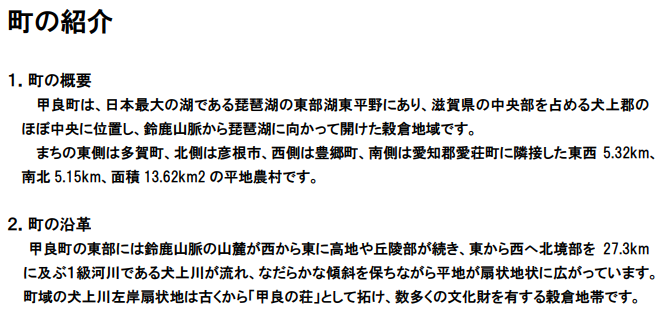 町の紹介
1. 町の概要
甲良町は、日本最大の湖である琵琶湖の東部湖東平野にあり、滋賀県の中央部を占める犬上郡の
ほぼ中央に位置し、鈴鹿山脈から琵琶湖に向かって開けた穀倉地域です。
まちの東側は多賀町、北側は彦根市、西側は豊郷町、南側は愛知郡愛荘町に隣接した東西 5.32km、
南北 5.15km、面積 13.62km2 の平地農村です。
2. 町の沿革
甲良町の東部には鈴鹿山脈の山麓が西から東に高地や丘陵部が続き、東から西へ北境部を 27.3km
に及ぶ1級河川である犬上川が流れ、なだらかな傾斜を保ちながら平地が扇状地状に広がっています。
町域の犬上川左岸扇状地は古くから「甲良の荘」として拓け、数多くの文化財を有する穀倉地帯です。